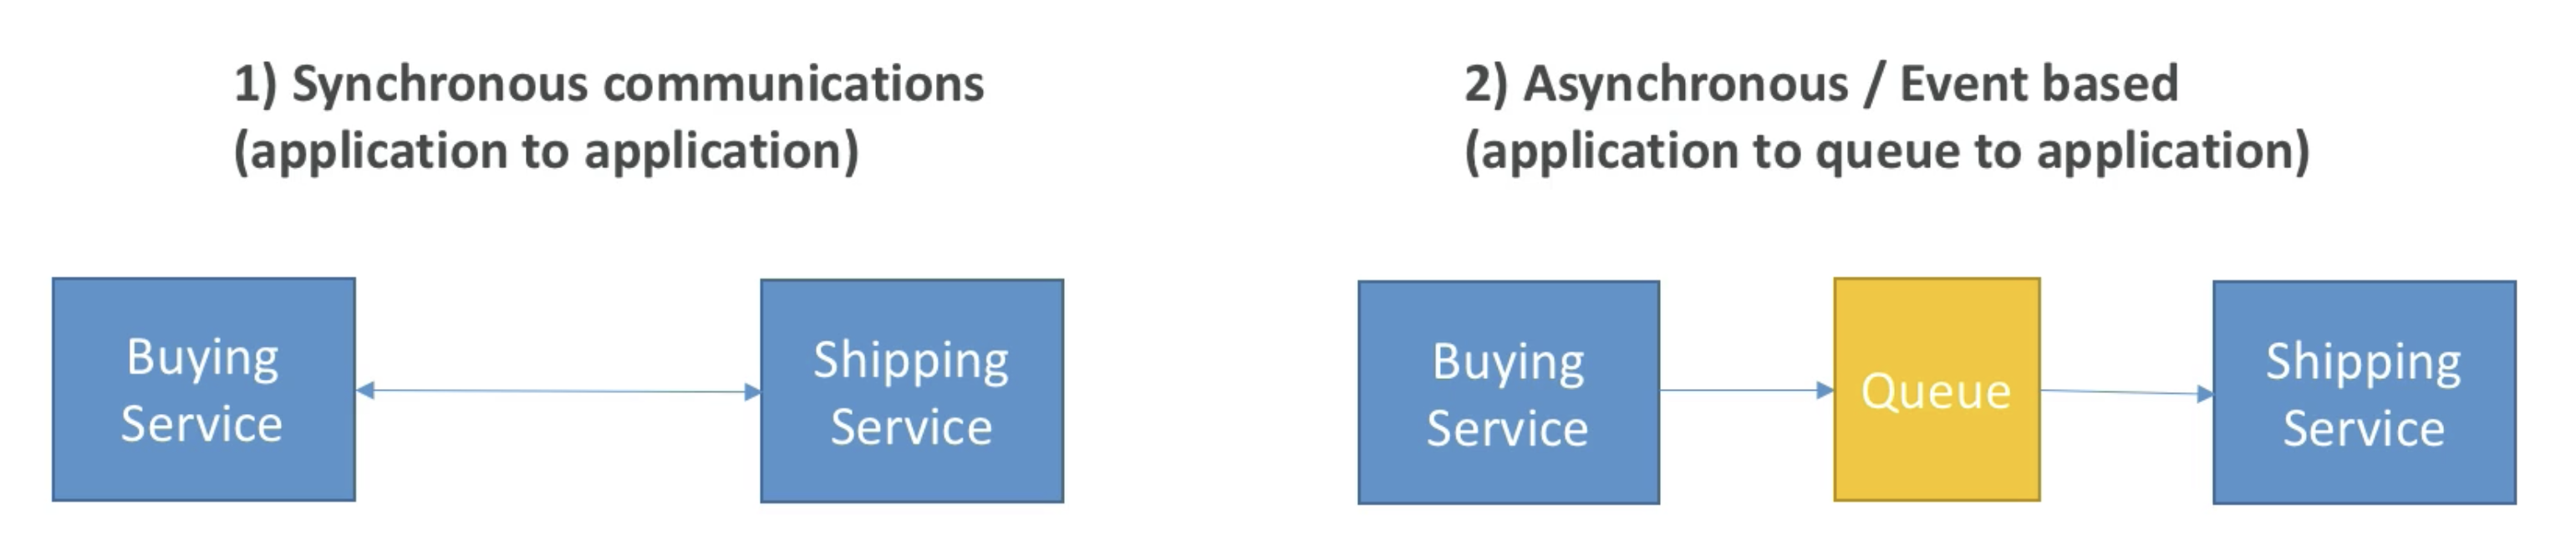 1) Synchronous communications
(application to application)
2) Asynchronous / Event based
(application to queue to application)
Buying
Service
Shipping
Service
Buying
Service
Queue
Shipping
Service